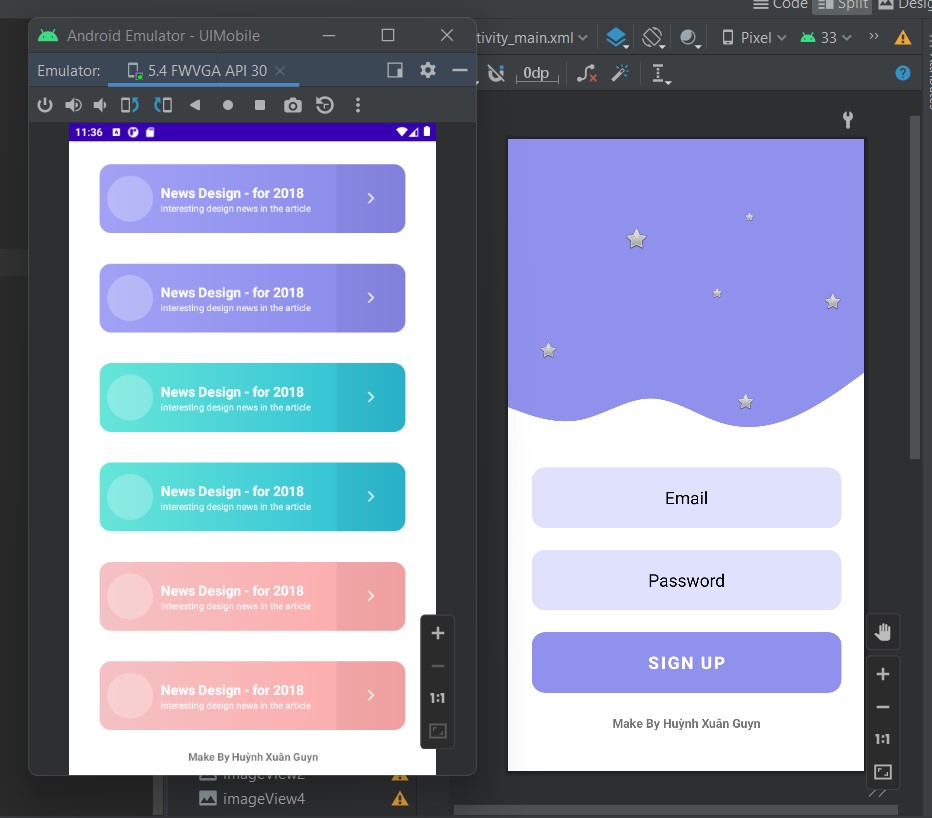 Code
Split
Android Emulator - UIMobile
Emulator:
5.4 FWVGA API 30
tivity_main.xml
Pixel
33
0dp
11:36
News Design - for 2018
interesting design news in the article
News Design - for 2018
interesting design news in the article
News Design - for 2018
interesting design news in the article
News Design - for 2018
interesting design news in the article
News Design - for 2018
interesting design news in the article
News Design - for 2018
interesting design news in the article
Make By Huỳnh Xuân Guyn
1:1
Email
Password
SIGN UP
Make By Huỳnh Xuân Guyn
1:1
imageView2
imageView4